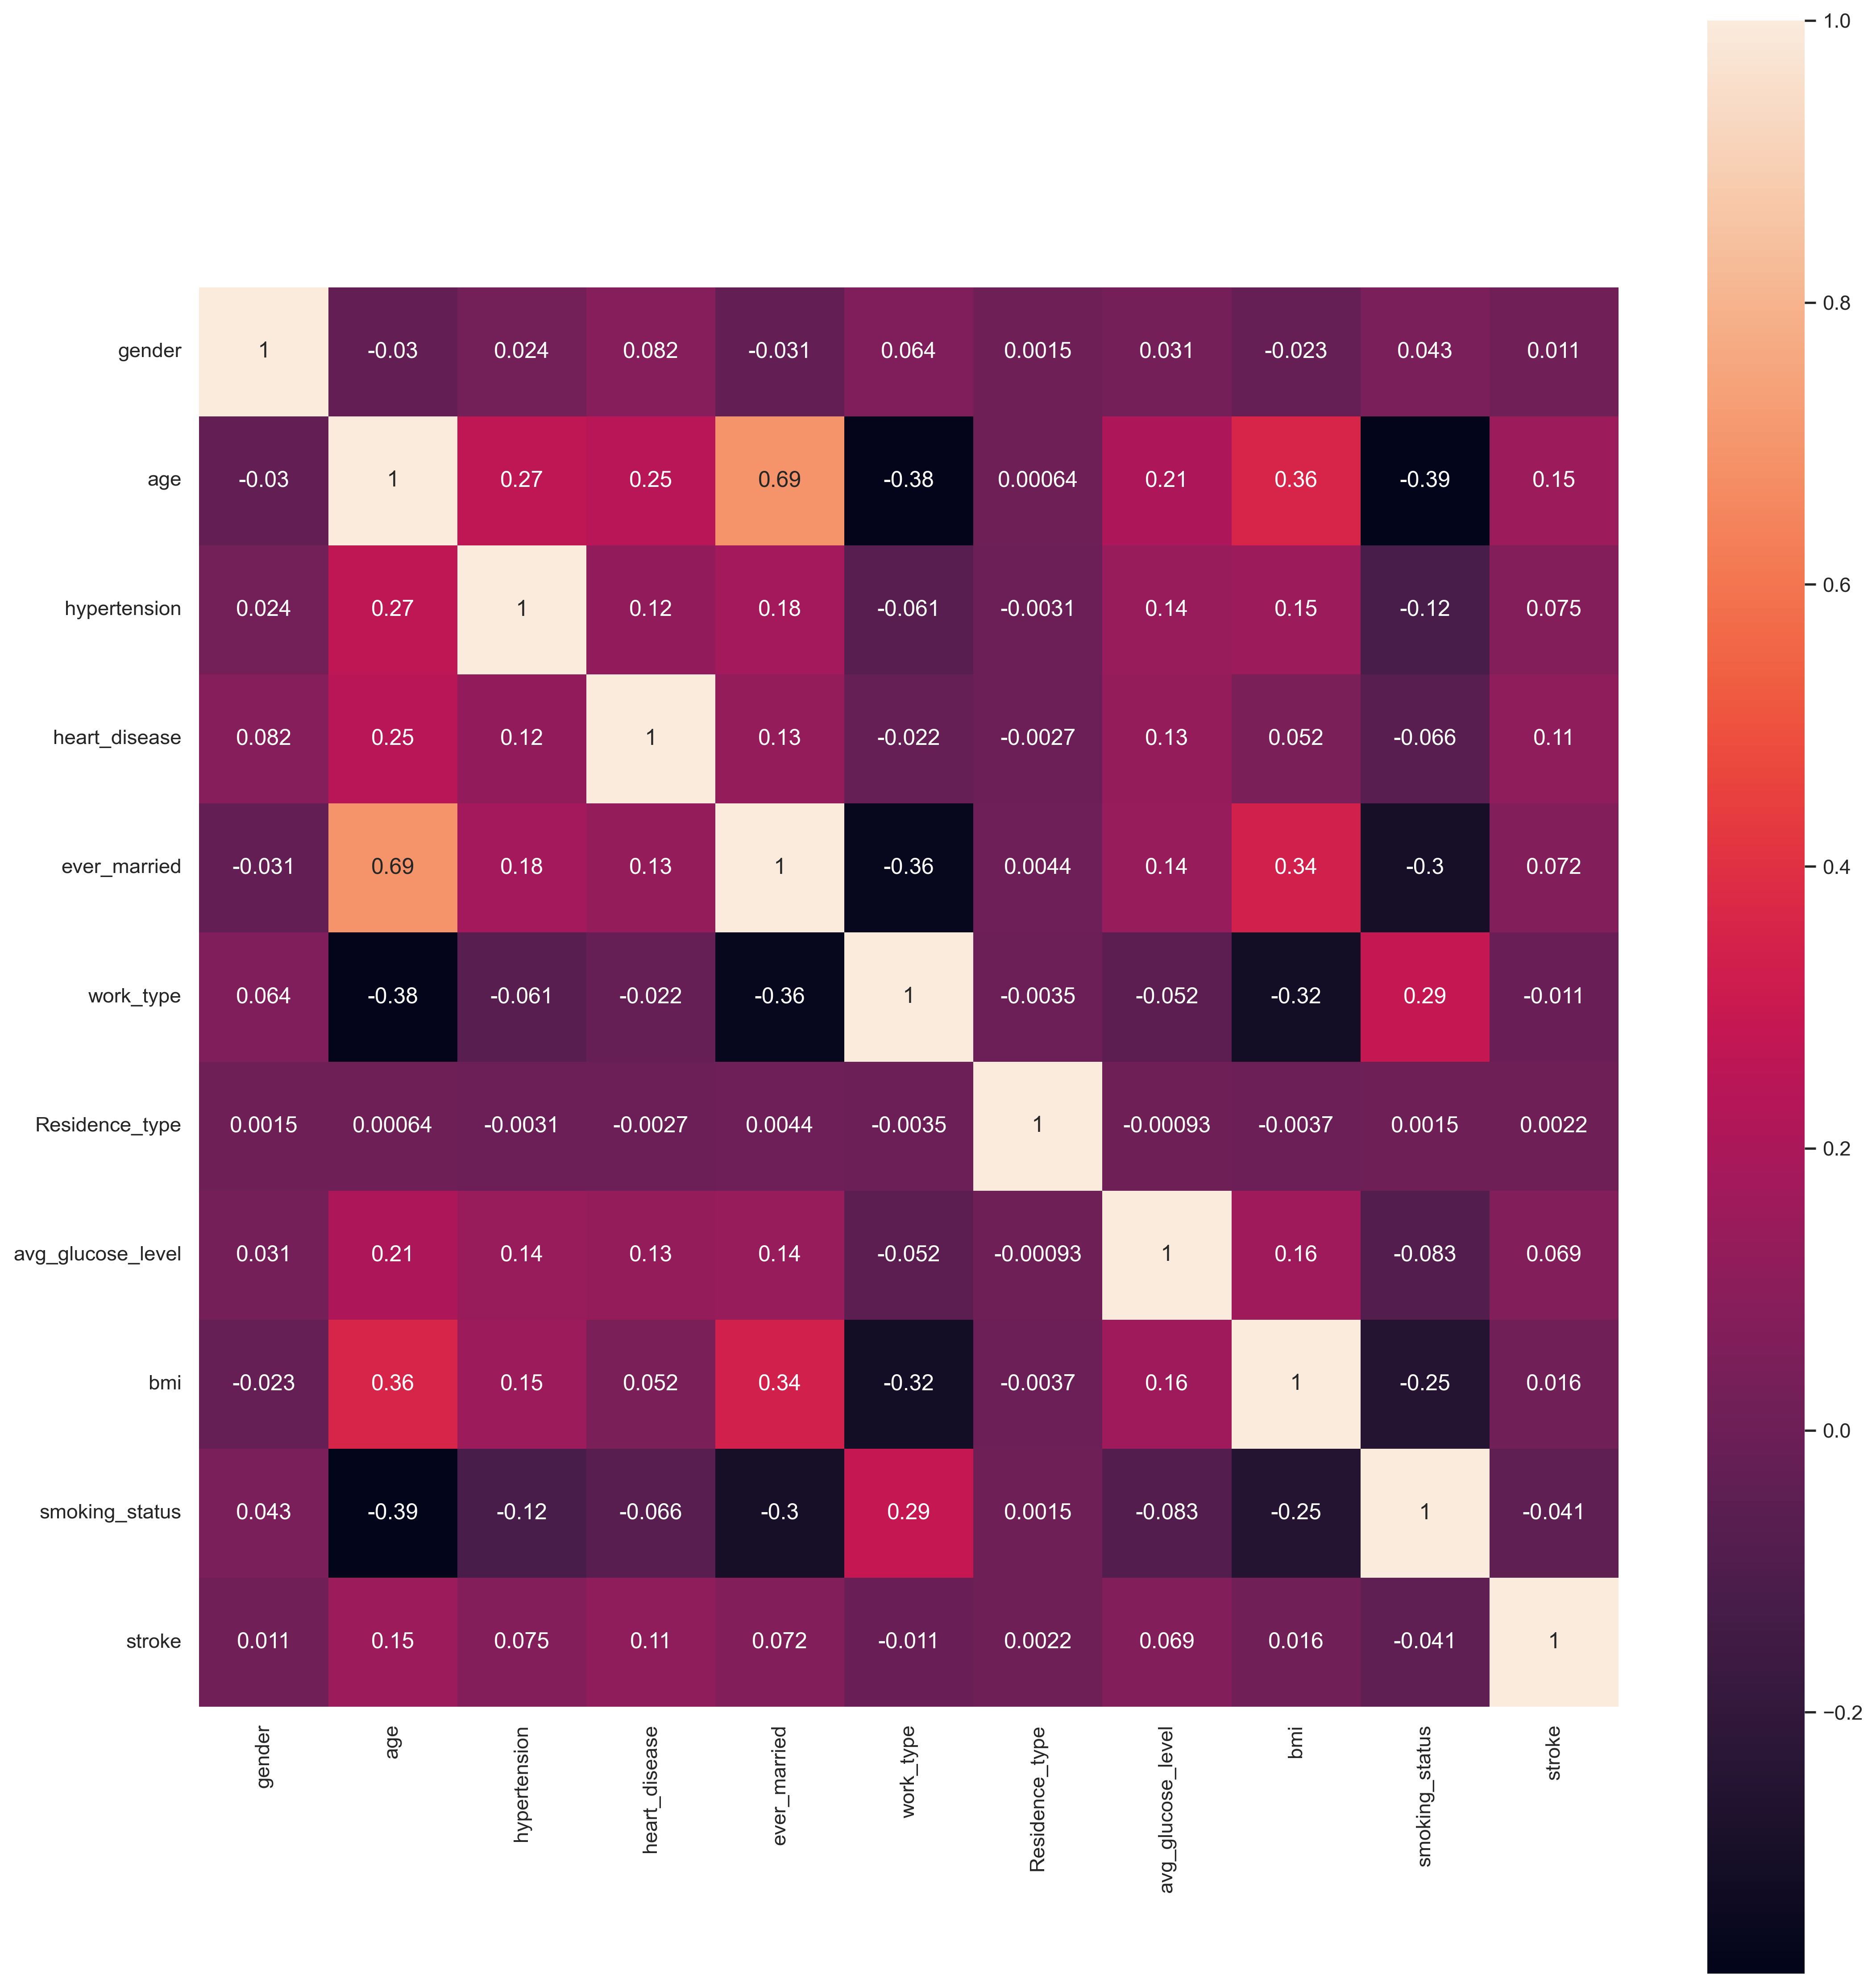 1.0
0.8
gender 1 -0.03 0.024 0.082 -0.031 0.064 0.0015 0.031 -0.023 0.043 0.011
age -0.03 1 0.27 0.25 0.69 -0.38 0.00064 0.21 0.36 -0.39 0.15
0.6
hypertension 0.024 0.27 1 0.12 0.18 -0.061 -0.0031 0.14 0.15 -0.12 0.075
heart_disease 0.082 0.25 0.12 1 0.13 -0.022 -0.0027 0.13 0.052 -0.066 0.11
ever_married -0.031 0.69 0.18 0.13 1 -0.36 0.0044 0.14 0.34 -0.3 0.072
0.4
work_type 0.064 -0.38 -0.061 -0.022 -0.36 1 -0.0035 -0.052 -0.32 0.29 -0.011
Residence_type 0.0015 0.00064 -0.0031 -0.0027 0.0044 -0.0035 1 -0.00093 -0.0037 0.0015 0.0022
0.2
avg_glucose_level 0.031 0.21 0.14 0.13 0.14 -0.052 -0.00093 1 0.16 -0.083 0.069
bmi -0.023 0.36 0.15 0.052 0.34 -0.32 -0.0037 0.16 1 -0.25 0.016
0.0
smoking_status 0.043 -0.39 -0.12 -0.066 -0.3 0.29 0.0015 -0.083 -0.25 1 -0.041
stroke 0.011 0.15 0.075 0.11 0.072 -0.011 0.0022 0.069 0.016 -0.041 1
−0.2
gender
age
hypertension
heart_disease
ever_married
work_type
Residence_type
avg_glucose_level
bmi
smoking_status
stroke